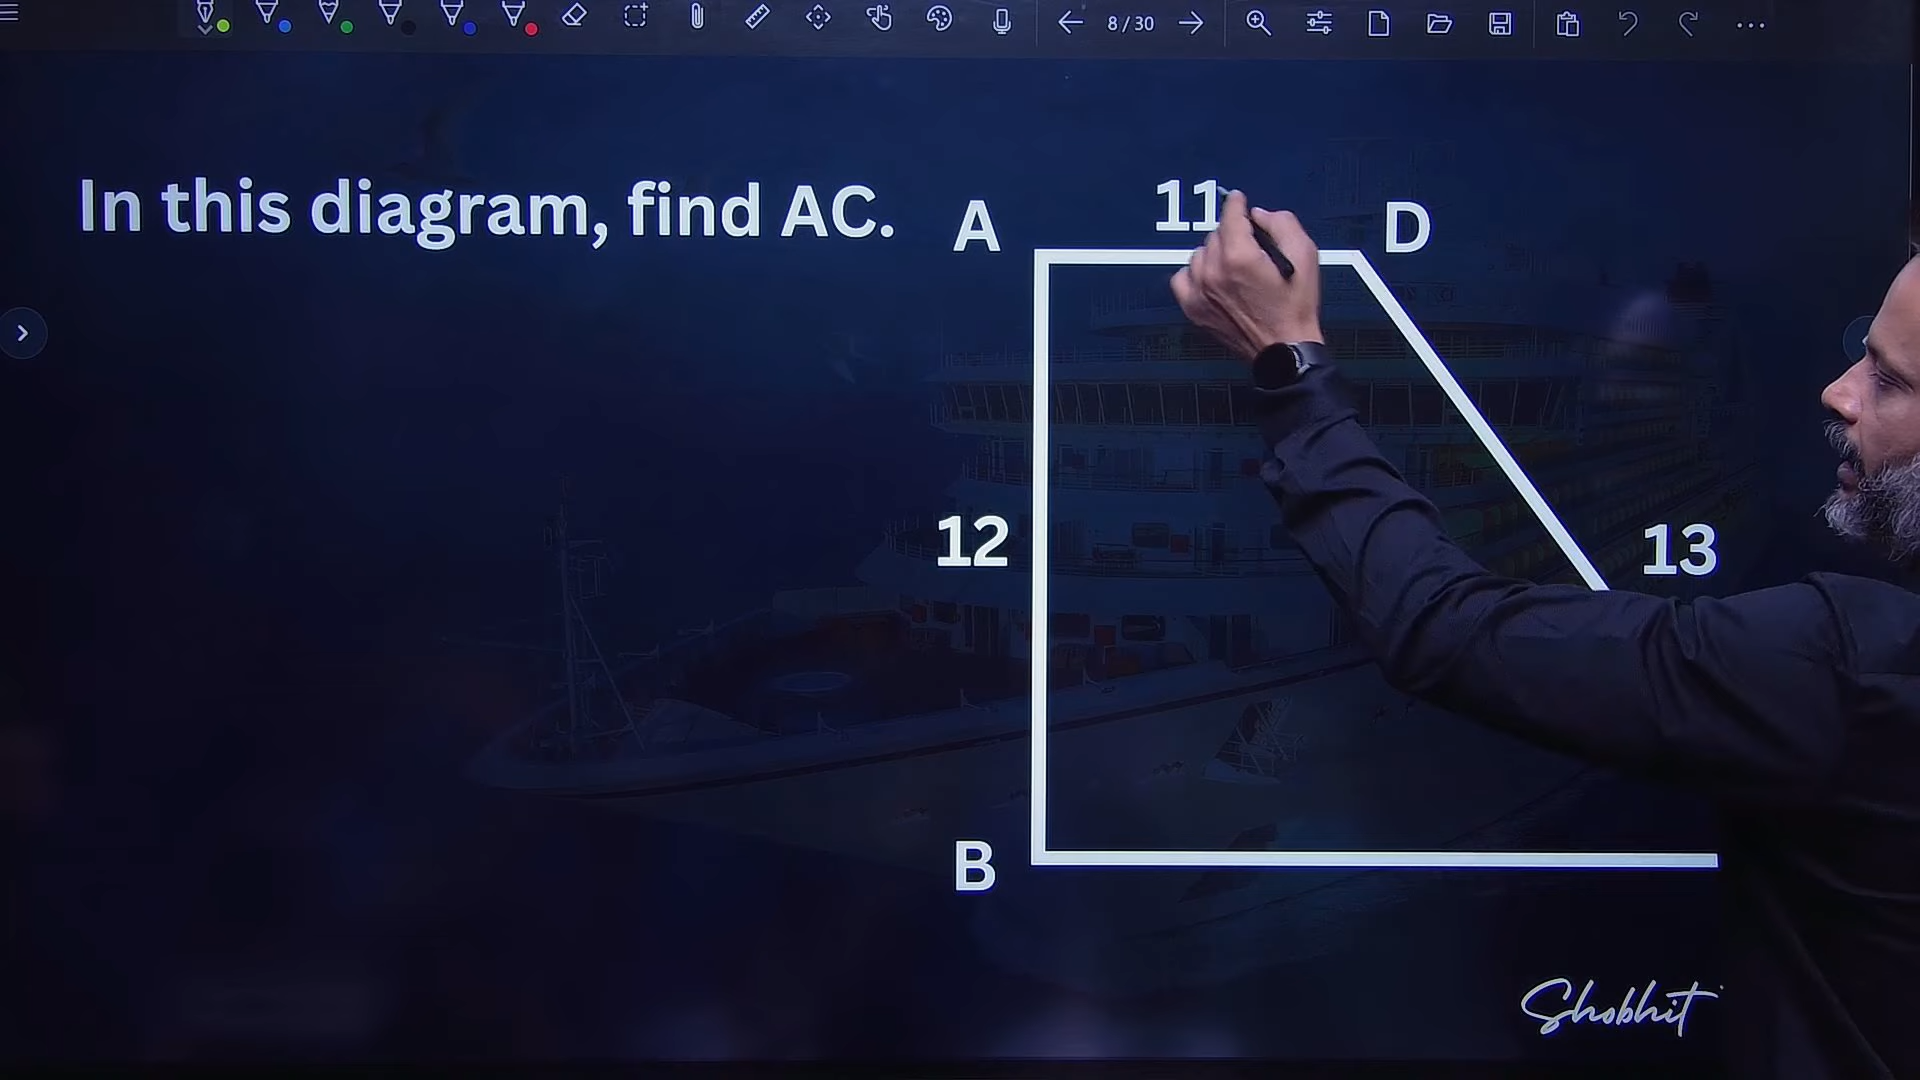 8 / 30
In this diagram, find AC.
A
11
D
12
13
B
Shobhit